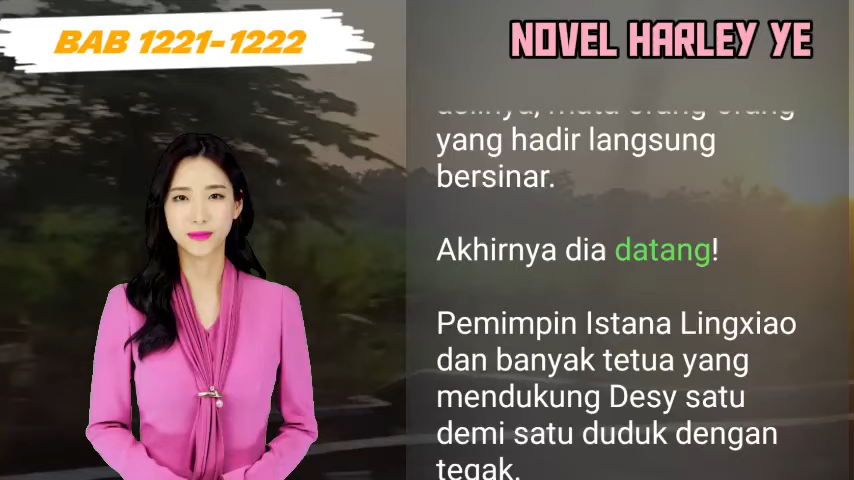 BAB 1221-1222
NOVEL HARLEY YE
yang hadir langsung
bersinar.
Akhirnya dia datang!
Pemimpin Istana Lingxiao
dan banyak tetua yang
mendukung Desy satu
demi satu duduk dengan
tegak.